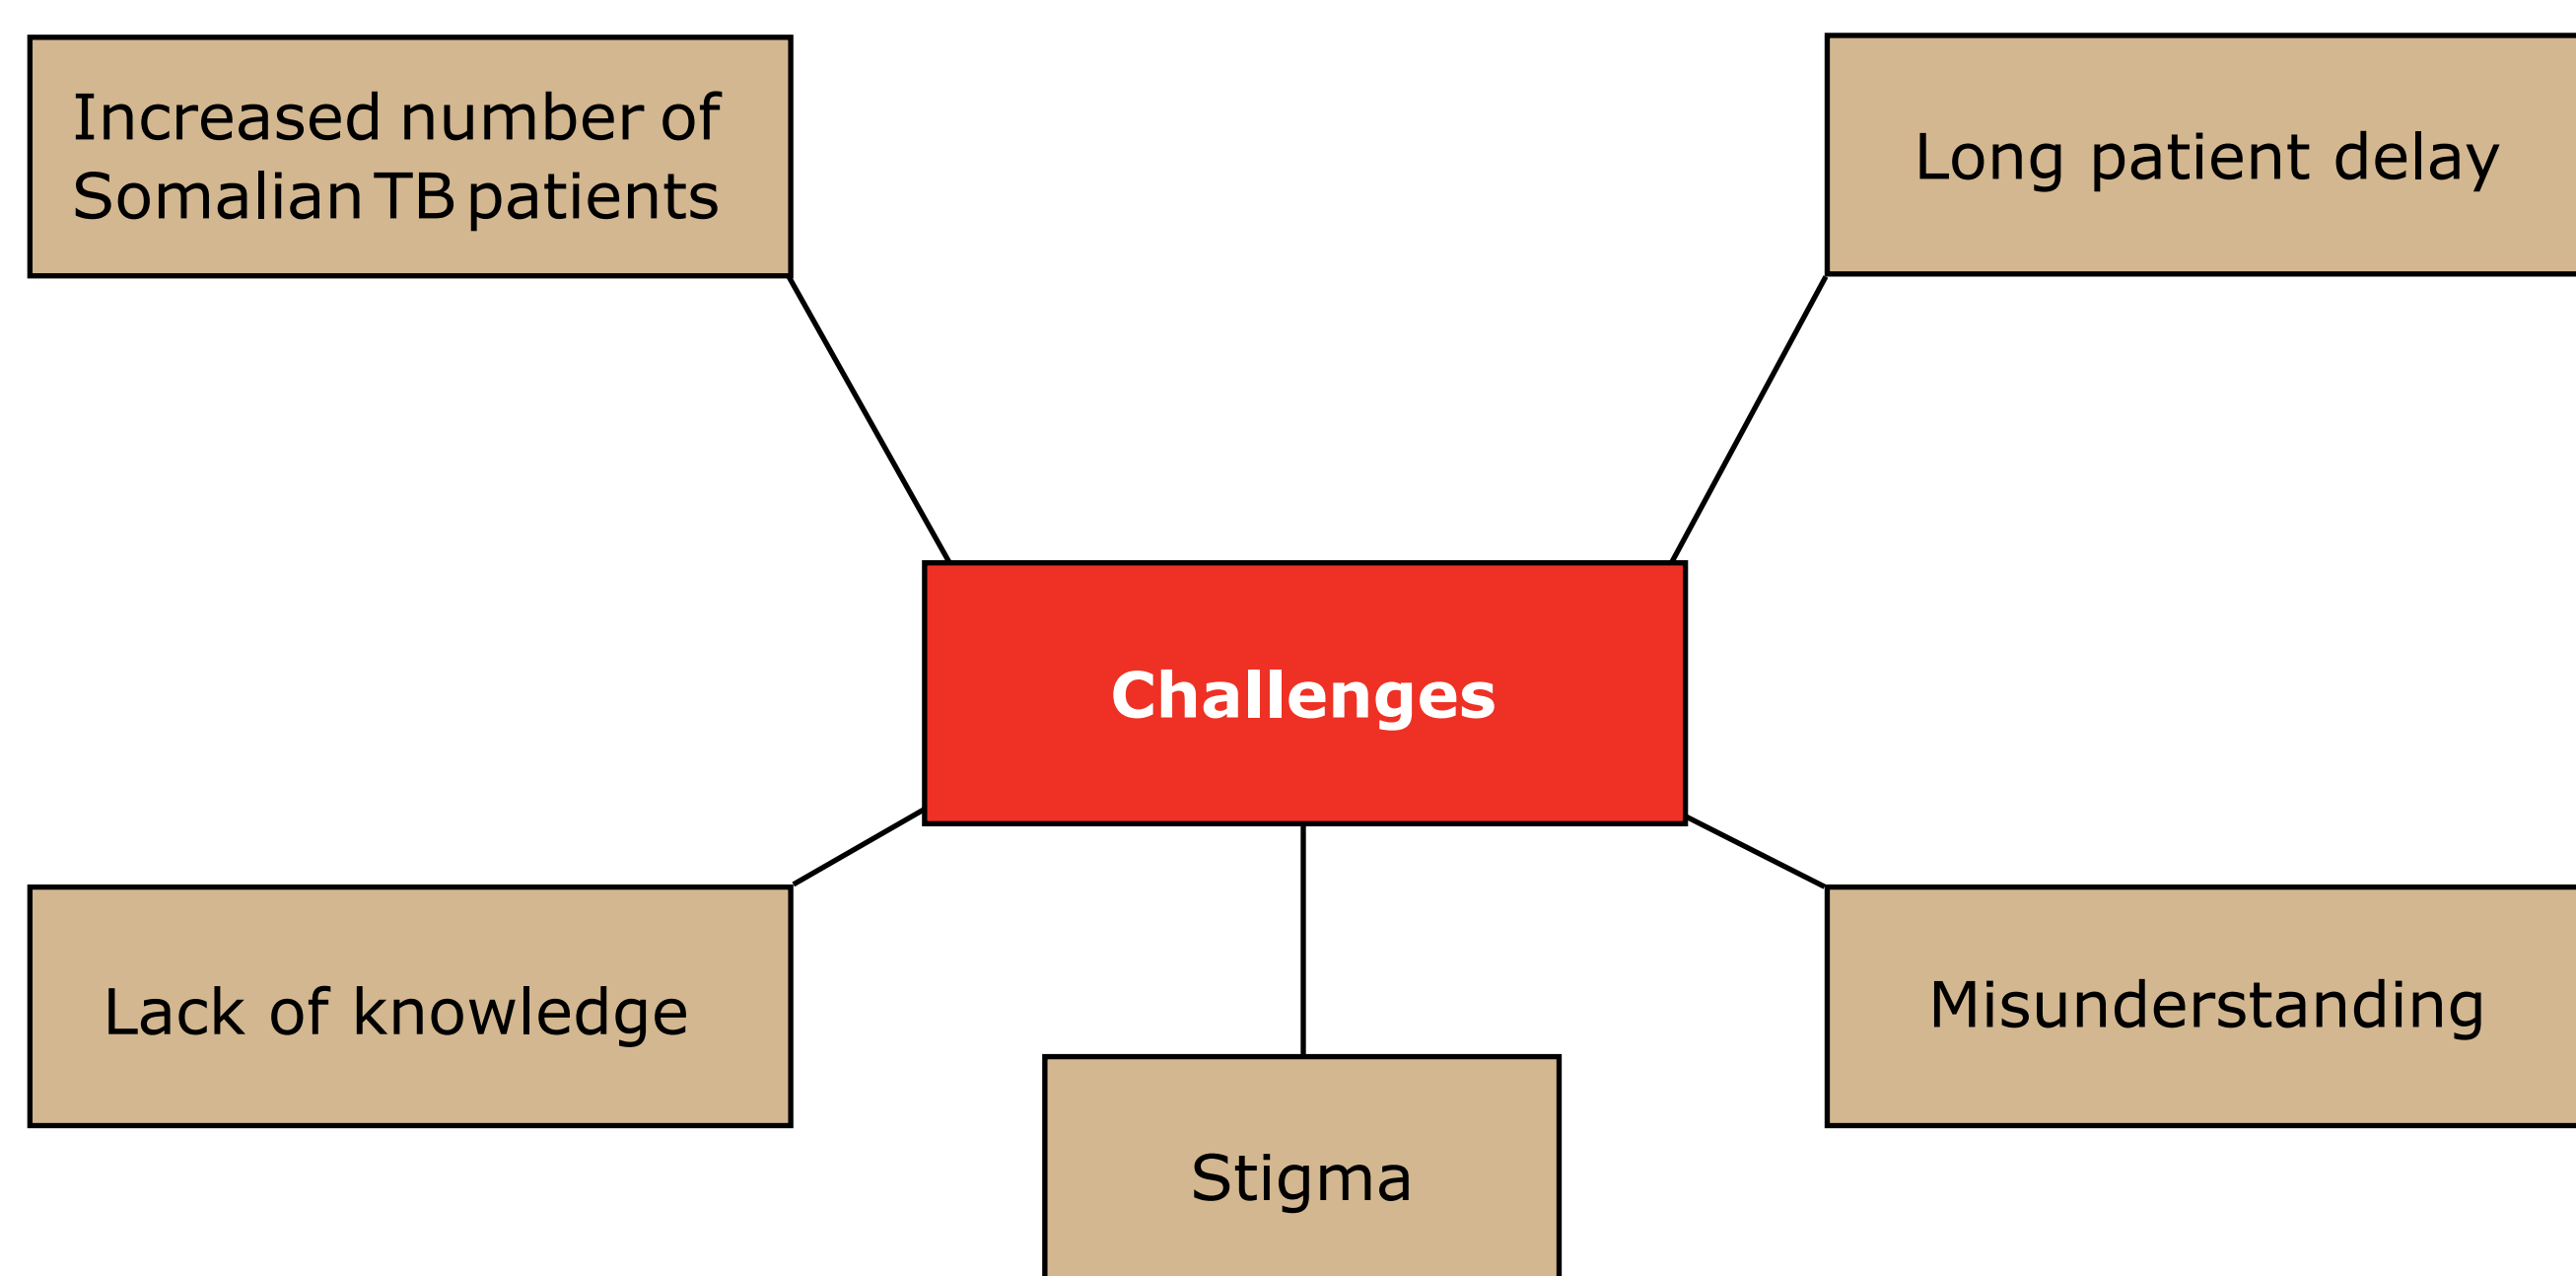 Increased number of
Somalian TB patients
Long patient delay
Challenges
Lack of knowledge
Misunderstanding
Stigma